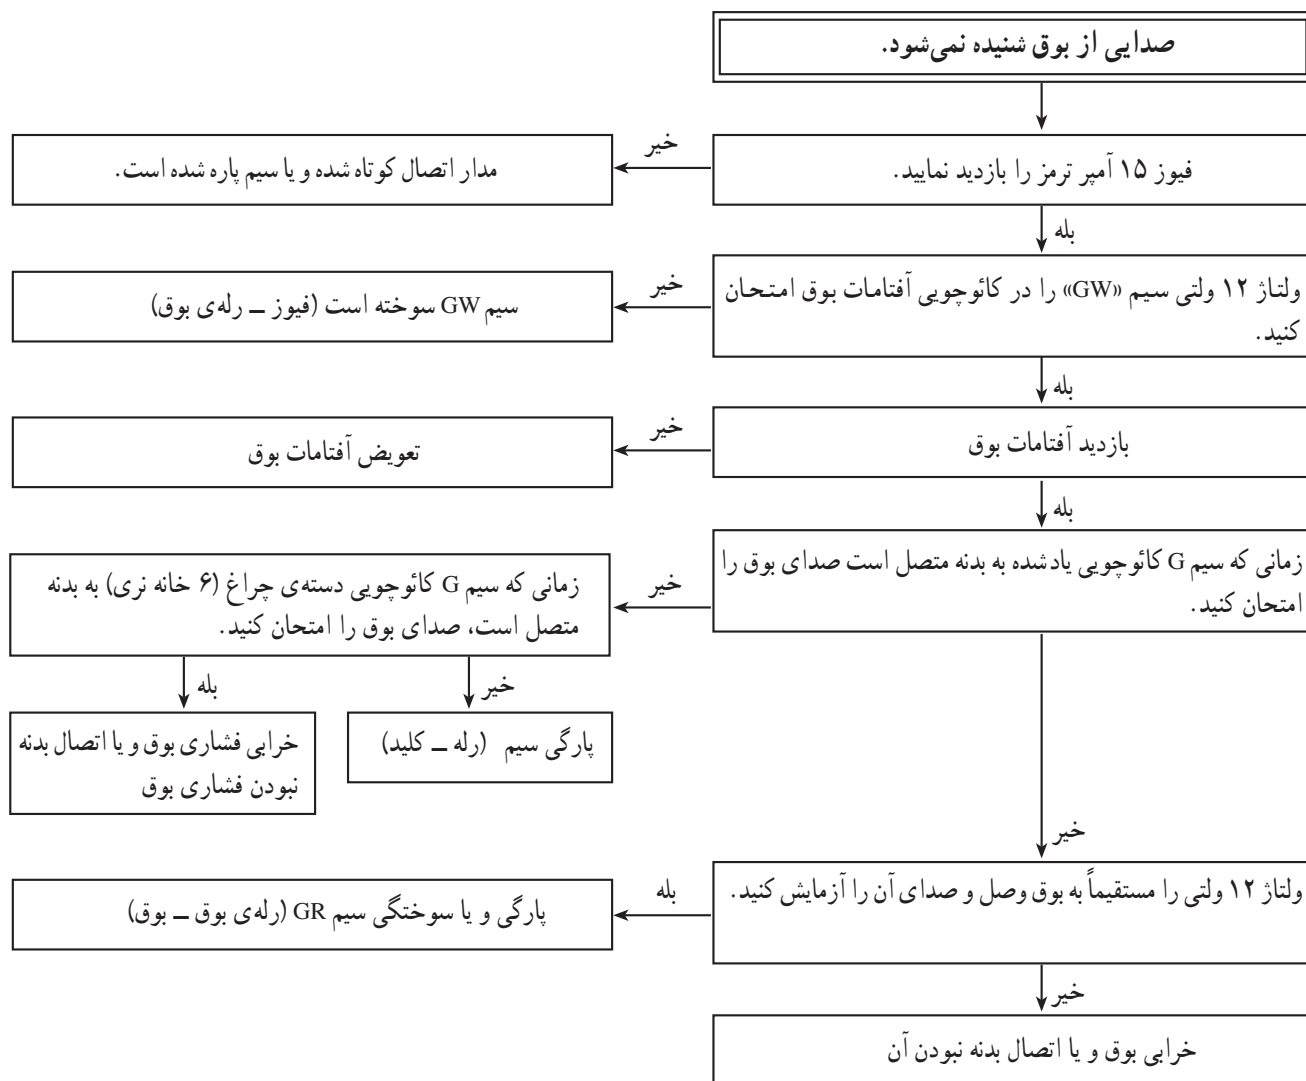 صدایی از بوق شنیده نمی‌شود.
فیوز ۱۵ آمپر ترمز را بازدید نمایید.
خیر
مدار اتصال کوتاه شده و یا سیم پاره شده است.
بله
ولتاژ ۱۲ ولتی سیم «GW» را در کائوچویی آفتامات بوق امتحان
کنید.
خیر
سیم GW سوخته است (فیوز – رله‌ی بوق)
بله
بازدید آفتامات بوق
خیر
تعویض آفتامات بوق
بله
زمانی که سیم G کائوچویی یادشده به بدنه متصل است صدای بوق را
امتحان کنید.
خیر
زمانی که سیم G کائوچویی دسته‌ی چراغ (۶ خانه نری) به بدنه
متصل است، صدای بوق را امتحان کنید.
خیر
پارگی سیم (رله – کلید)
بله
خرابی فشاری بوق و یا اتصال بدنه
نبودن فشاری بوق
خیر
ولتاژ ۱۲ ولتی را مستقیماً به بوق وصل و صدای آن را آزمایش کنید.
بله
پارگی و یا سوختگی سیم GR (رله‌ی بوق – بوق)
خیر
خرابی بوق و یا اتصال بدنه نبودن آن